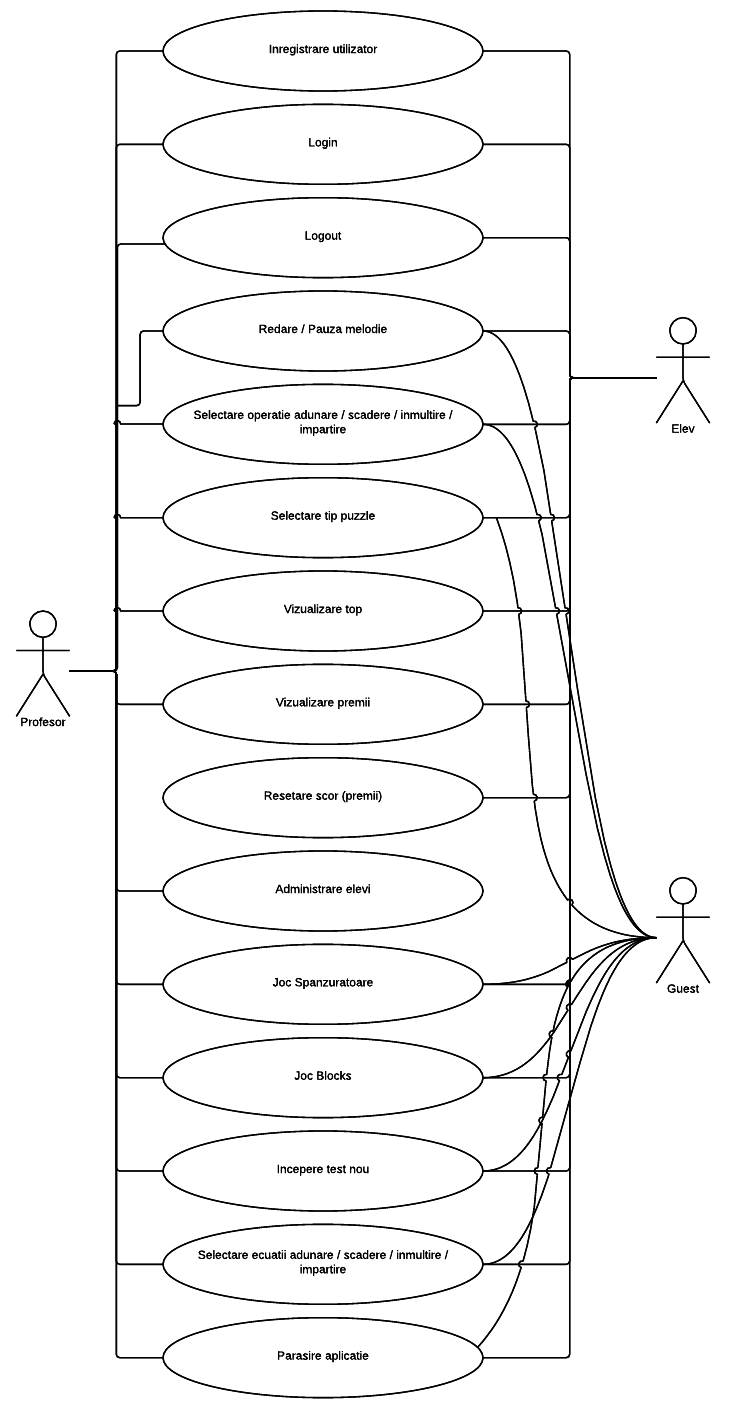 Inregistrare utilizator
Login
Logout
Redare / Pauza melodie
Selectare operatie adunare / scadere / inmultire /
impartire
Elev
Selectare tip puzzle
Vizualizare top
Profesor
Vizualizare premii
Resetare scor (premii)
Administrare elevi
Joc Spanzuratoare
Guest
Joc Blocks
Incepere test nou
Selectare ecuatii adunare / scadere / inmultire /
impartire
Parasire aplicatie